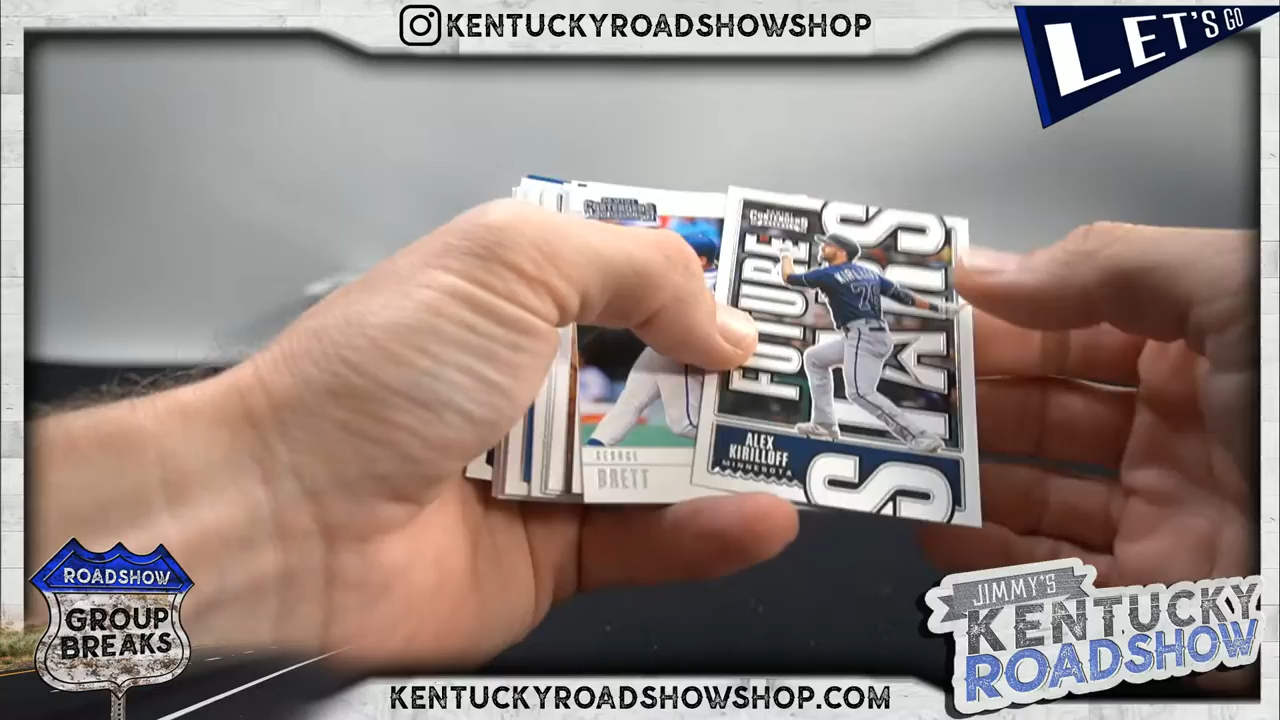 KENTUCKYROADSHOWSHOP
LET'S GO
CONTENDERS
FUTURE
STARS
KIRILLOFF
ALEX
KIRILLOFF
MINNESOTA
GEORGE
BRETT
ROADSHOW
GROUP
BREAKS
JIMMY'S
KENTUCKY
ROADSHOW
KENTUCKYROADSHOWSHOP.COM